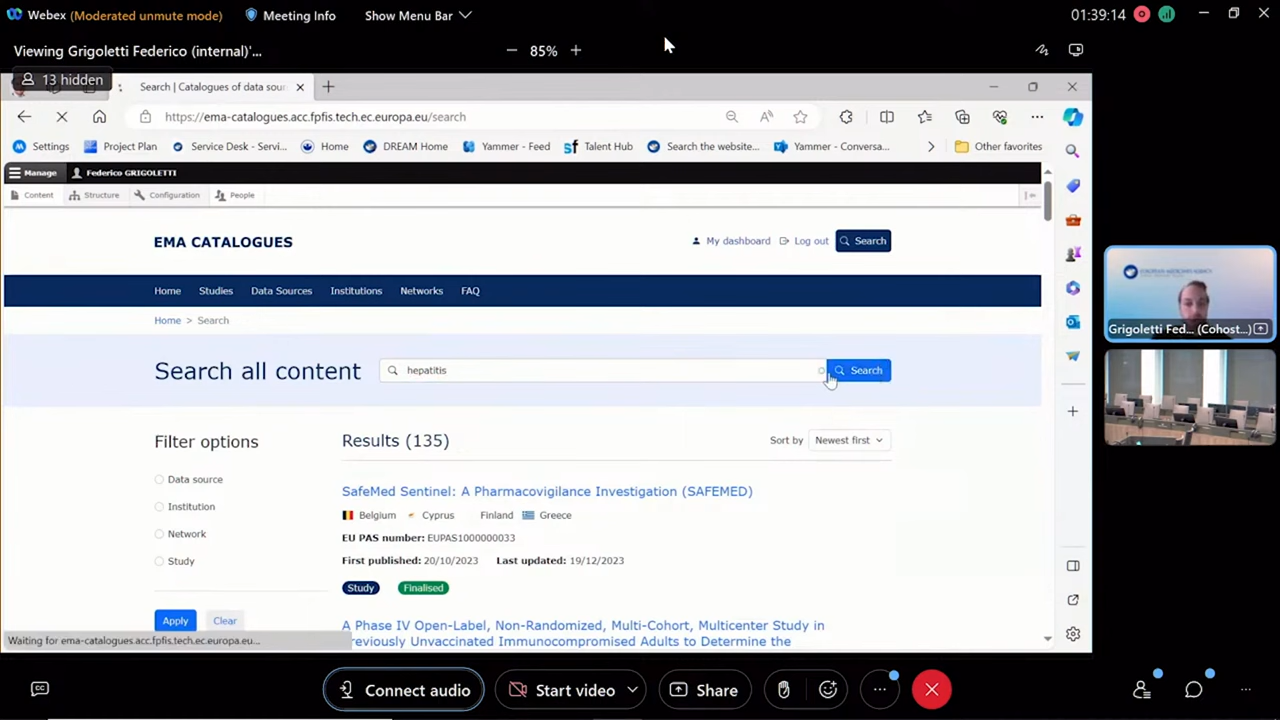 Webex (Moderated unmute mode) Meeting Info Show Menu Bar 01:39:14
Viewing Grigoletti Federico (internal)'... 85%
13 hidden
Search | Catalogues of data sour
https://ema-catalogues.acc.fpfis.tech.ec.europa.eu/search
Settings Project Plan Service Desk - Servi... Home DREAM Home Yammer - Feed Talent Hub Search the website... Yammer - Conversa... Other favorites
Manage Federico GRIGOLETTI
Content Structure Configuration People
EMA CATALOGUES My dashboard Log out Search
Home Studies Data Sources Institutions Networks FAQ
Home > Search
Search all content hepatitis Search
Filter options
Data source
Institution
Network
Study
Apply Clear
Results (135) Sort by Newest first
SafeMed Sentinel: A Pharmacovigilance Investigation (SAFEMED)
Belgium Cyprus Finland Greece
EU PAS number: EUPAS1000000033
First published: 20/10/2023 Last updated: 19/12/2023
Study Finalised
A Phase IV Open-Label, Non-Randomized, Multi-Cohort, Multicenter Study in
Previously Unvaccinated Immunocompromised Adults to Determine the
Waiting for ema-catalogues.acc.fpfis.tech.ec.europa.eu...
EUROPEAN MEDICINES AGENCY
Grigoletti Fed... (Cohost...)
Connect audio Start video Share